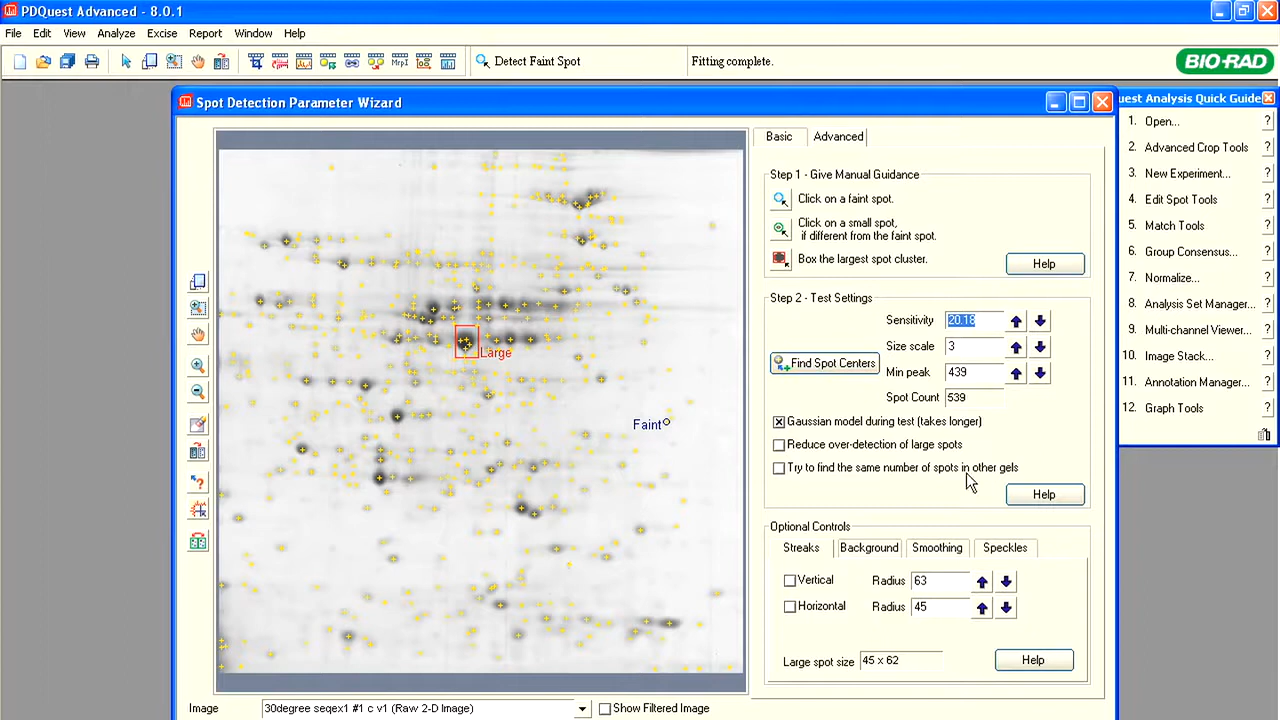 PDQuest Advanced - 8.0.1
File Edit View Analyze Excise Report Window Help
Detect Faint Spot
Fitting complete.
BIO-RAD
Spot Detection Parameter Wizard
Large
Faint
Image
30degree seqex1 #1 c v1 (Raw 2-D Image)
Show Filtered Image
Basic Advanced
Step 1 - Give Manual Guidance
Click on a faint spot.
Click on a small spot,
if different from the faint spot.
Box the largest spot cluster.
Help
Step 2 - Test Settings
Sensitivity 20.18
Size scale 3
Find Spot Centers
Min peak 439
Spot Count 539
Gaussian model during test (takes longer)
Reduce over-detection of large spots
Try to find the same number of spots in other gels
Help
Optional Controls
Streaks Background Smoothing Speckles
Vertical Radius 63
Horizontal Radius 45
Large spot size 45 x 62
Help
uest Analysis Quick Guide
1. Open... ?
2. Advanced Crop Tools ?
3. New Experiment... ?
4. Edit Spot Tools ?
5. Match Tools ?
6. Group Consensus... ?
7. Normalize... ?
8. Analysis Set Manager... ?
9. Multi-channel Viewer... ?
10. Image Stack... ?
11. Annotation Manager... ?
12. Graph Tools ?